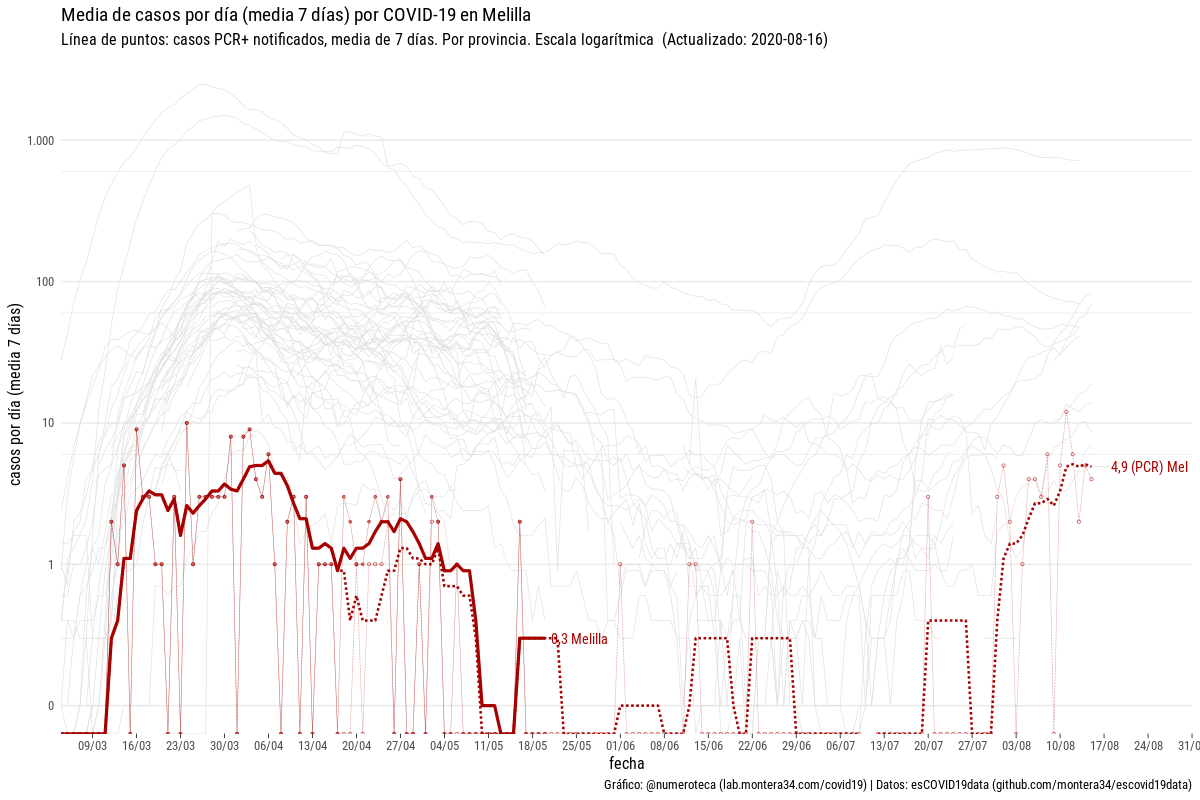 Media de casos por día (media 7 días) por COVID-19 en Melilla
Línea de puntos: casos PCR+ notificados, media de 7 días. Por provincia. Escala logarítmica (Actualizado: 2020-08-16)
casos por día (media 7 días)
1.000
100
10
1
0
4,9 (PCR) Mel
0,3 Melilla
09/03 16/03 23/03 30/03 06/04 13/04 20/04 27/04 04/05 11/05 18/05 25/05 01/06 08/06 15/06 22/06 29/06 06/07 13/07 20/07 27/07 03/08 10/08 17/08 24/08 31/0
fecha
Gráfico: @numeroteca (lab.montera34.com/covid19) | Datos: esCOVID19data (github.com/montera34/escovid19data)